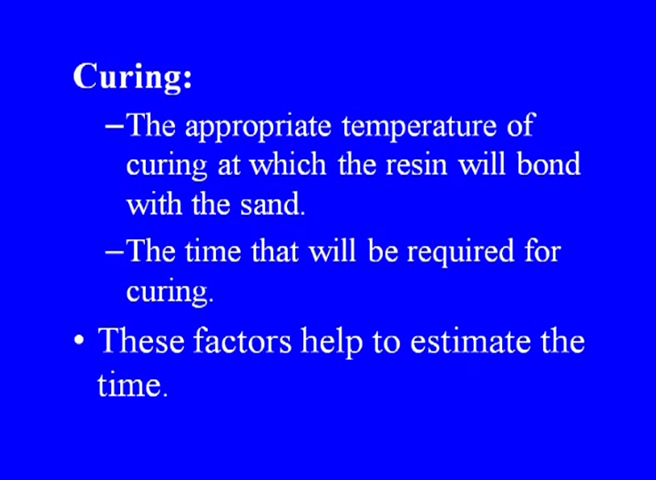 Curing:
–The appropriate temperature of
curing at which the resin will bond
with the sand.
–The time that will be required for
curing.
• These factors help to estimate the
time.